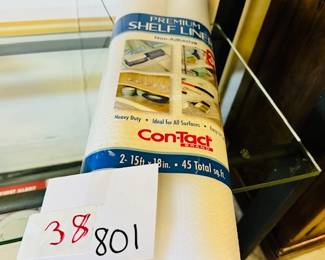 PREMIUM
SHELF LINER
Non-Adhesive
Heavy Duty • Ideal for All Surfaces •
Con-Tact
BRAND
2- 15ft x 18in. • 45 Total sq. ft.
38 801